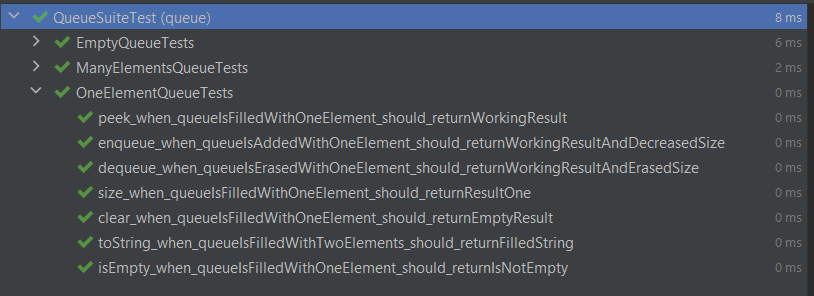 QueueSuiteTest (queue) 8 ms
EmptyQueueTests 6 ms
ManyElementsQueueTests 2 ms
OneElementQueueTests 0 ms
peek_when_queueIsFilledWithOneElement_should_returnWorkingResult 0 ms
enqueue_when_queueIsAddedWithOneElement_should_returnWorkingResultAndDecreasedSize 0 ms
dequeue_when_queueIsErasedWithOneElement_should_returnWorkingResultAndErasedSize 0 ms
size_when_queueIsFilledWithOneElement_should_returnResultOne 0 ms
clear_when_queueIsFilledWithOneElement_should_returnEmptyResult 0 ms
toString_when_queueIsFilledWithTwoElements_should_returnFilledString 0 ms
isEmpty_when_queueIsFilledWithOneElement_should_returnIsNotEmpty 0 ms